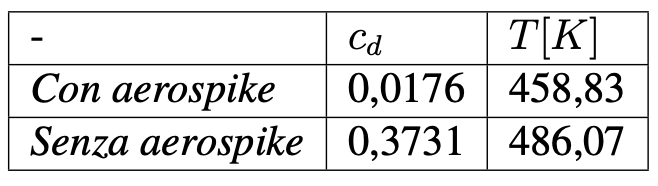 - c_d T[K]
Con aerospike 0,0176 458,83
Senza aerospike 0,3731 486,07